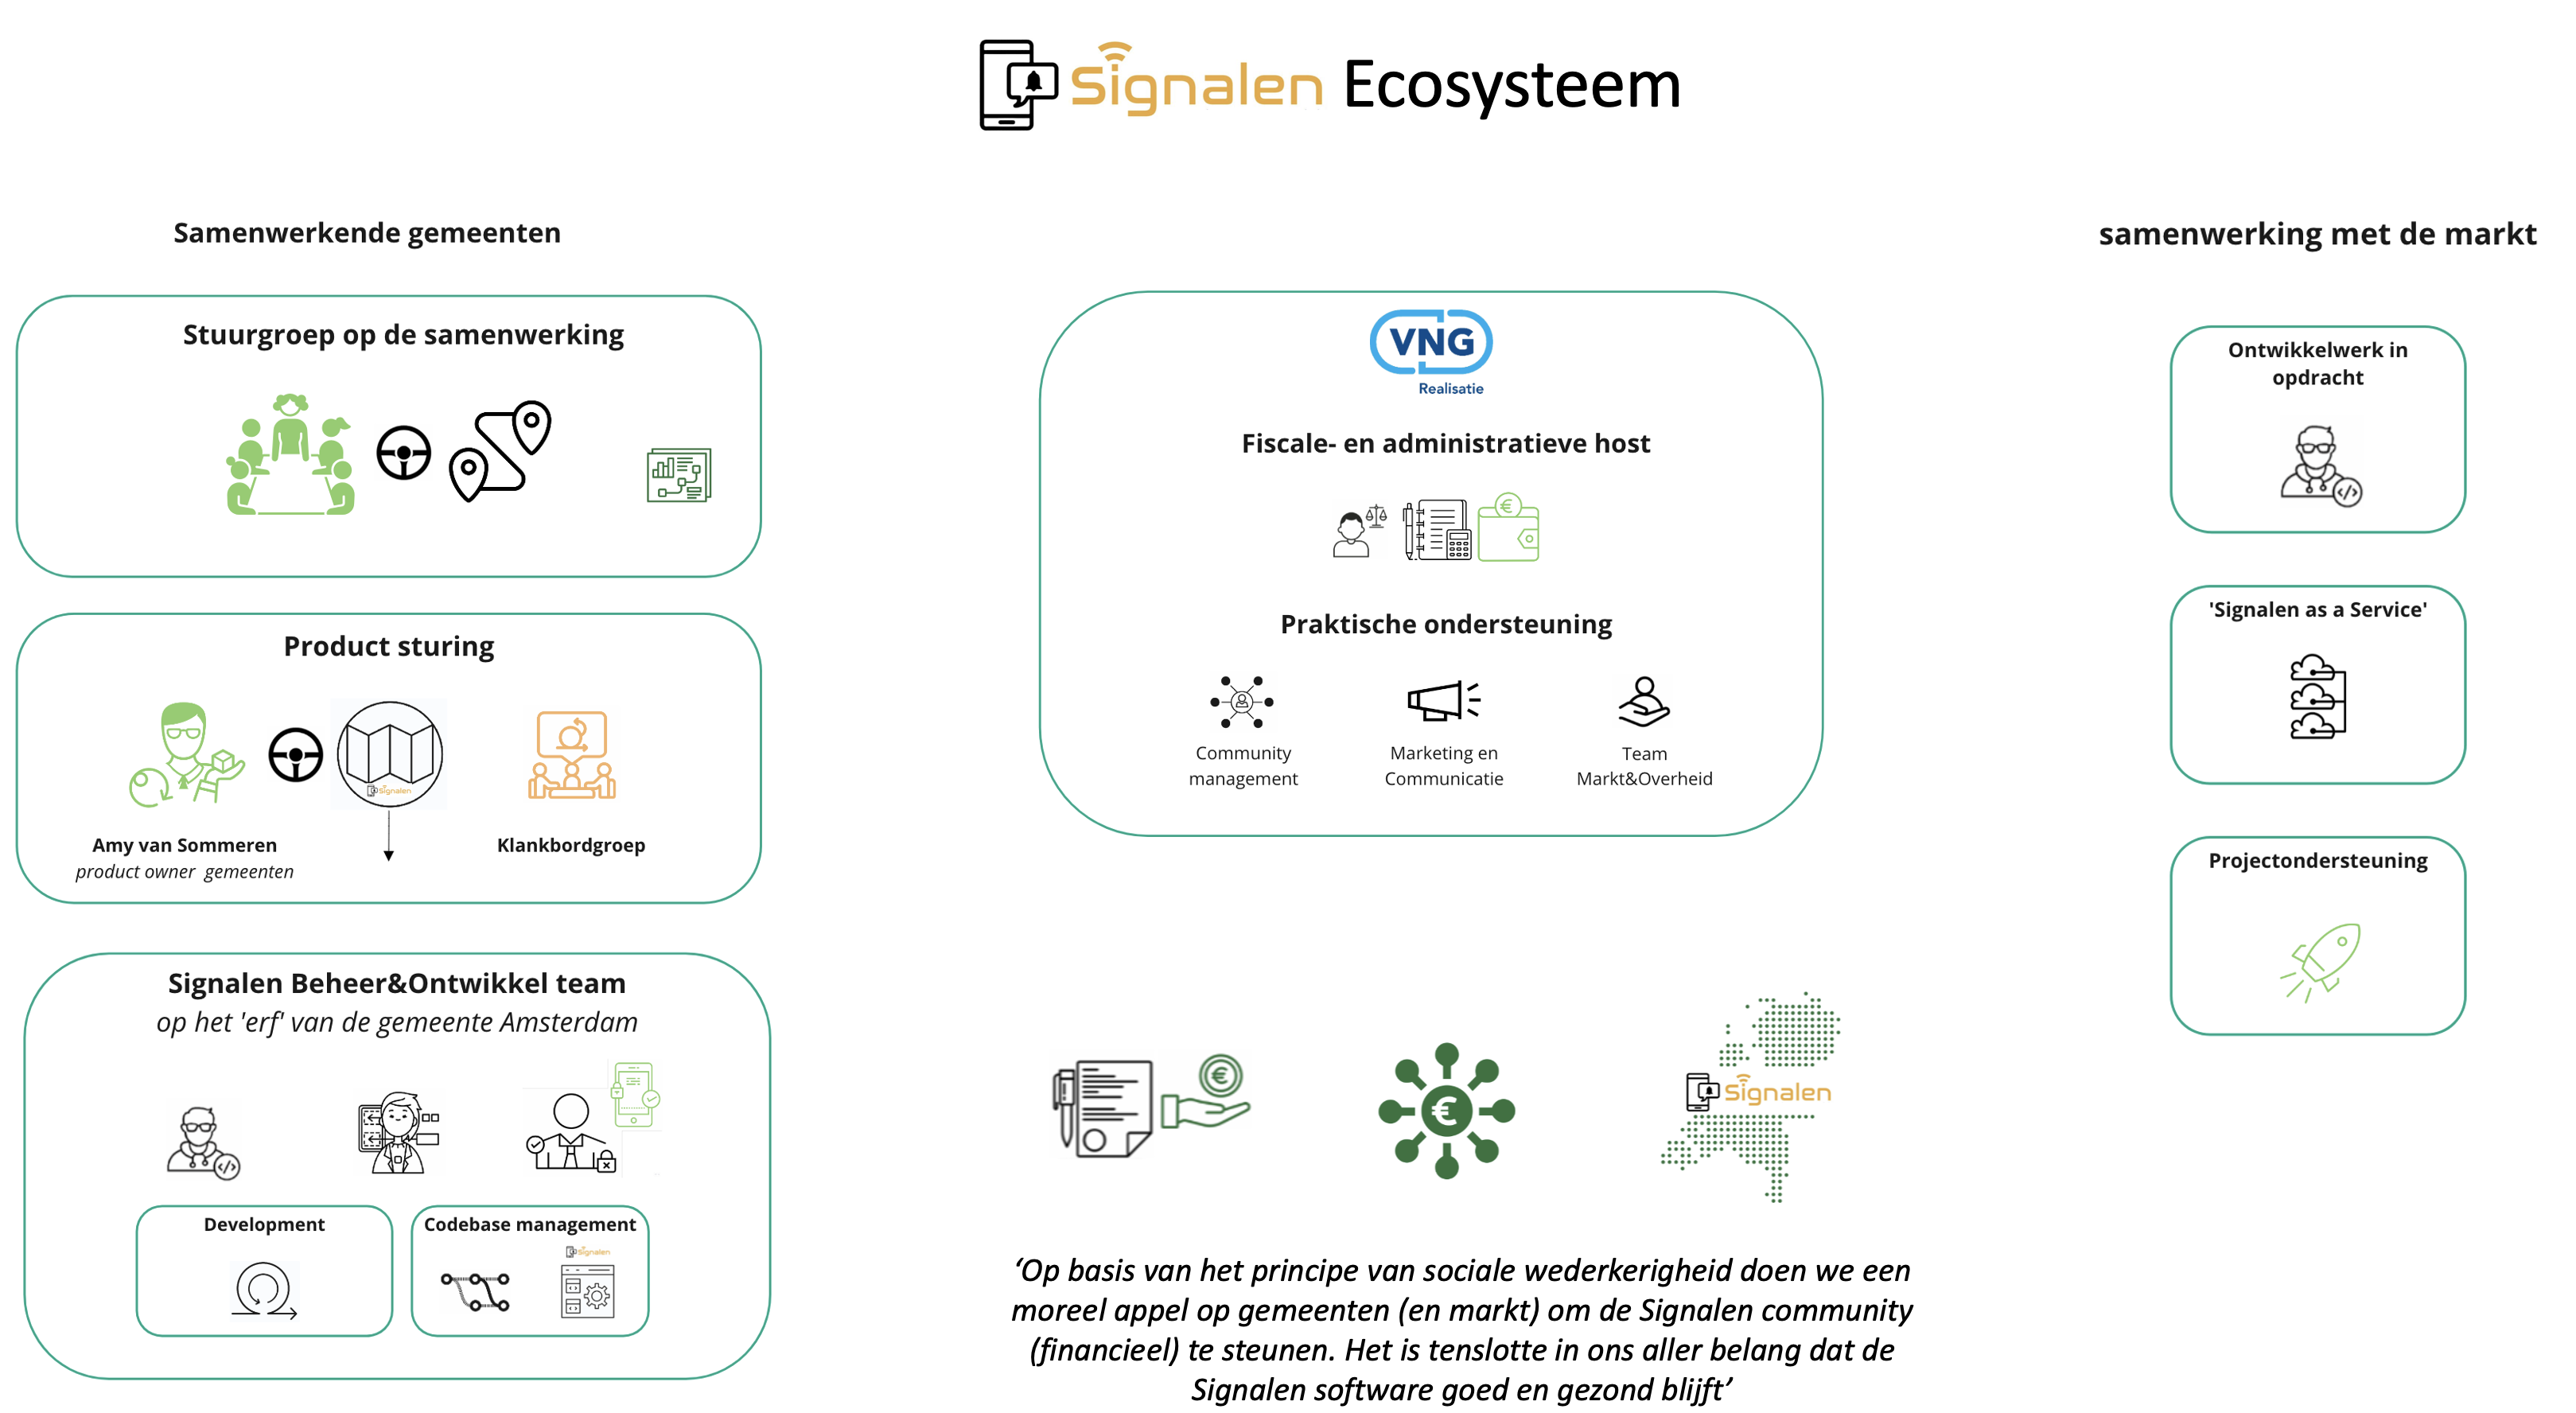 Signalen Ecosysteem
Samenwerkende gemeenten
Stuurgroep op de samenwerking
Product sturing
Signalen
Amy van Sommeren
product owner gemeenten
Klankbordgroep
Signalen Beheer&Ontwikkel team
op het 'erf' van de gemeente Amsterdam
Development
Codebase management
Signalen
VNG
Realisatie
Fiscale- en administratieve host
Praktische ondersteuning
Community
management
Marketing en
Communicatie
Team
Markt&Overheid
Signalen
‘Op basis van het principe van sociale wederkerigheid doen we een
moreel appel op gemeenten (en markt) om de Signalen community
(financieel) te steunen. Het is tenslotte in ons aller belang dat de
Signalen software goed en gezond blijft’
samenwerking met de markt
Ontwikkelwerk in
opdracht
'Signalen as a Service'
Projectondersteuning